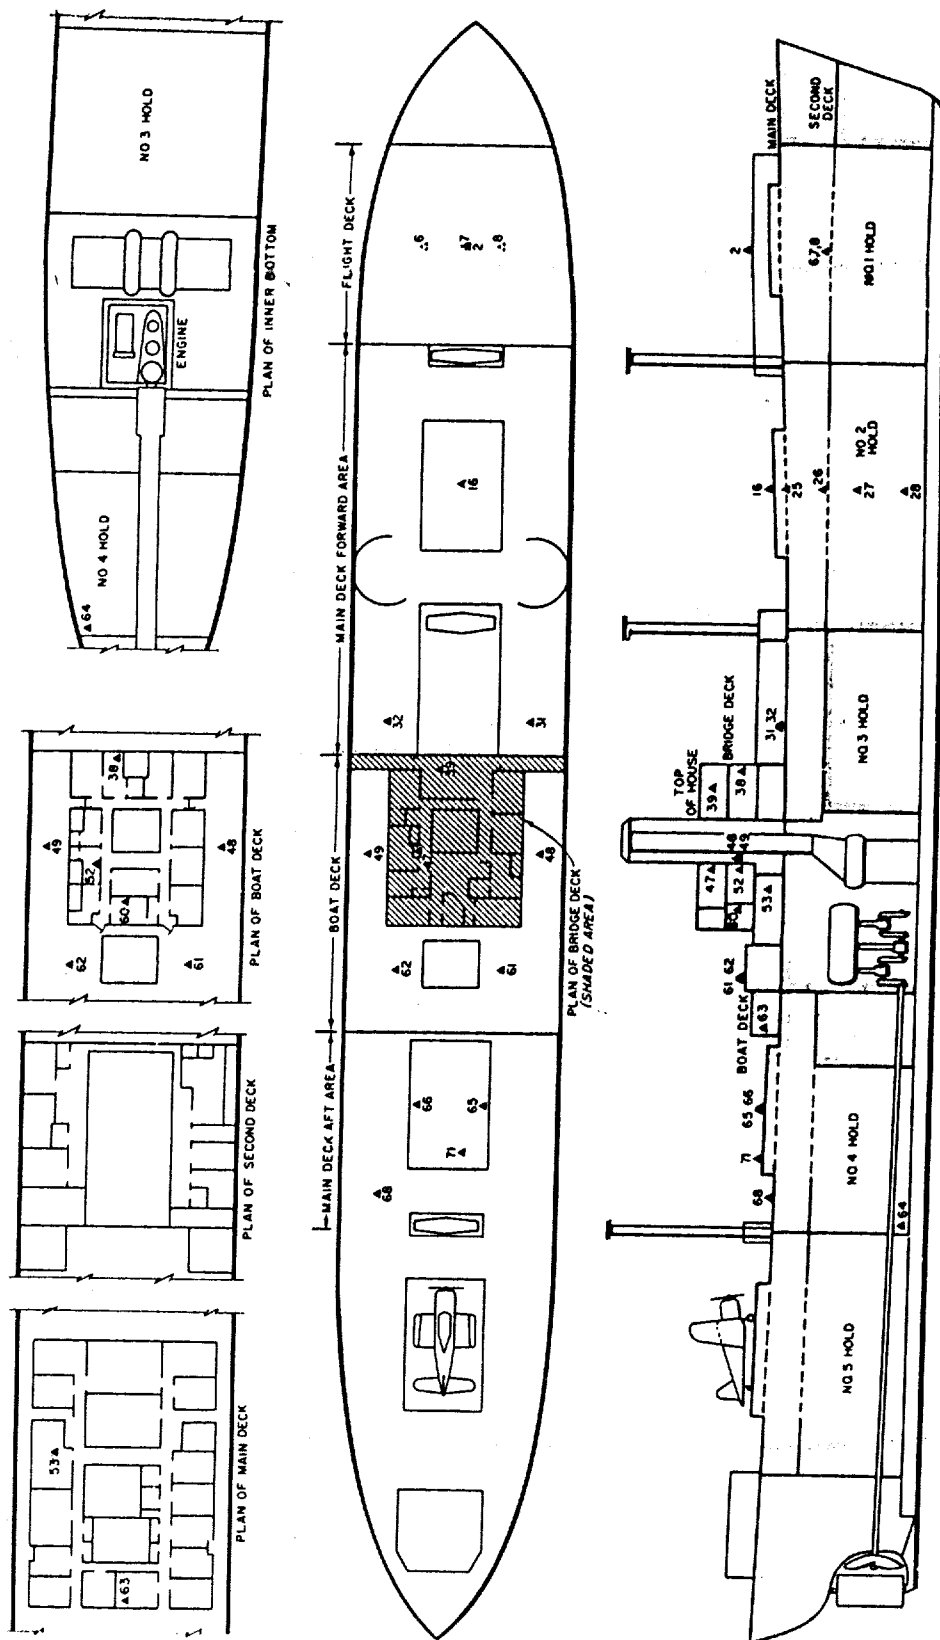 NO 3 HOLD
ENGINE
NO 4 HOLD
64
PLAN OF INNER BOTTOM
38
49
52
60
48
62
61
PLAN OF BOAT DECK
PLAN OF SECOND DECK
53
63
PLAN OF MAIN DECK
FLIGHT DECK
6
7
2
8
MAIN DECK FORWARD AREA
16
32
31
BOAT DECK
39
49
47
48
62
61
PLAN OF BRIDGE DECK
(SHADED AREA)
MAIN DECK AFT AREA
66
65
71
68
MAIN DECK
SECOND
DECK
2
6,7,8
NO.1 HOLD
16
25
26
NO 2
HOLD
27
28
BRIDGE DECK
31,32
NO.3 HOLD
TOP
OF HOUSE
39
38
48
49
47
52
60
53
61 62
BOAT DECK
63
65 66
71
68
NO.4 HOLD
64
NO.5 HOLD